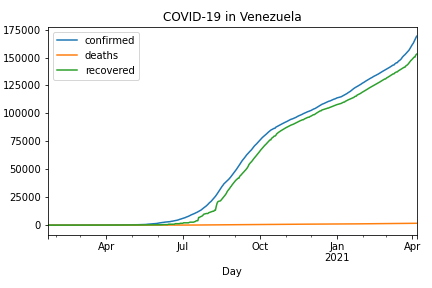 COVID-19 in Venezuela
confirmed
deaths
recovered
175000
150000
125000
100000
75000
50000
25000
0
Apr Jul Oct Jan Apr
2021
Day